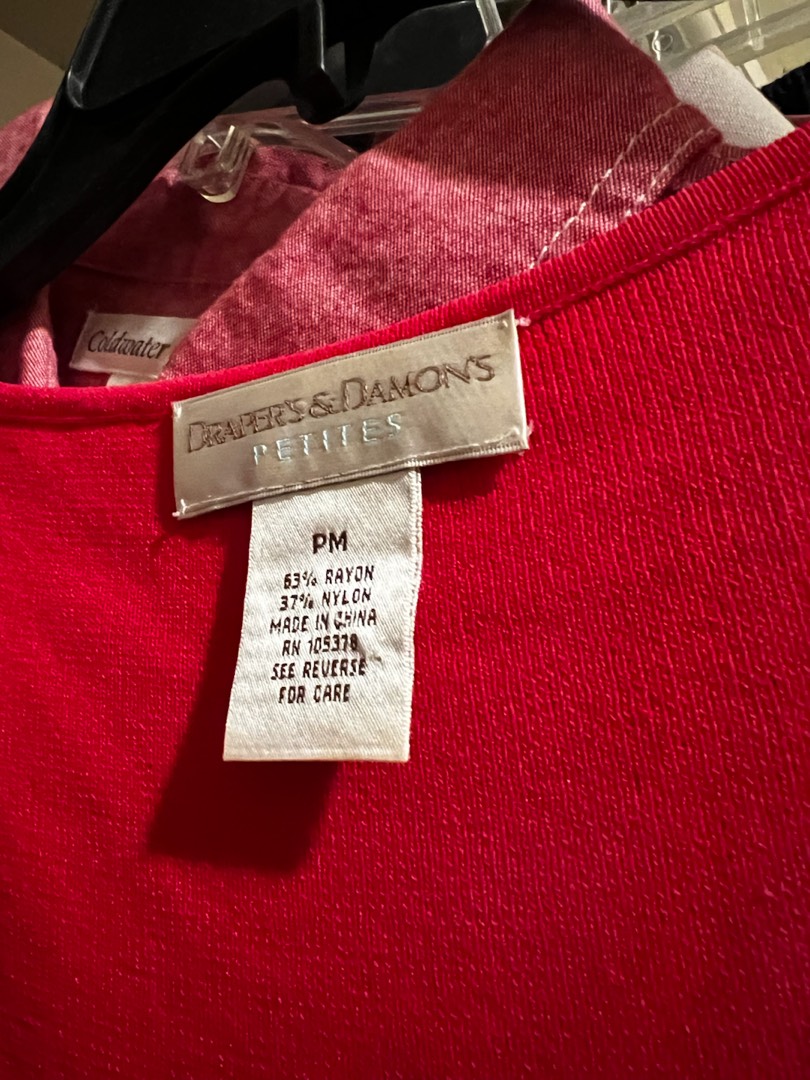 Coldwater
DRAPER'S & DAMON'S
PETITES
PM
63% RAYON
37% NYLON
MADE IN CHINA
RN 105378
SEE REVERSE
FOR CARE